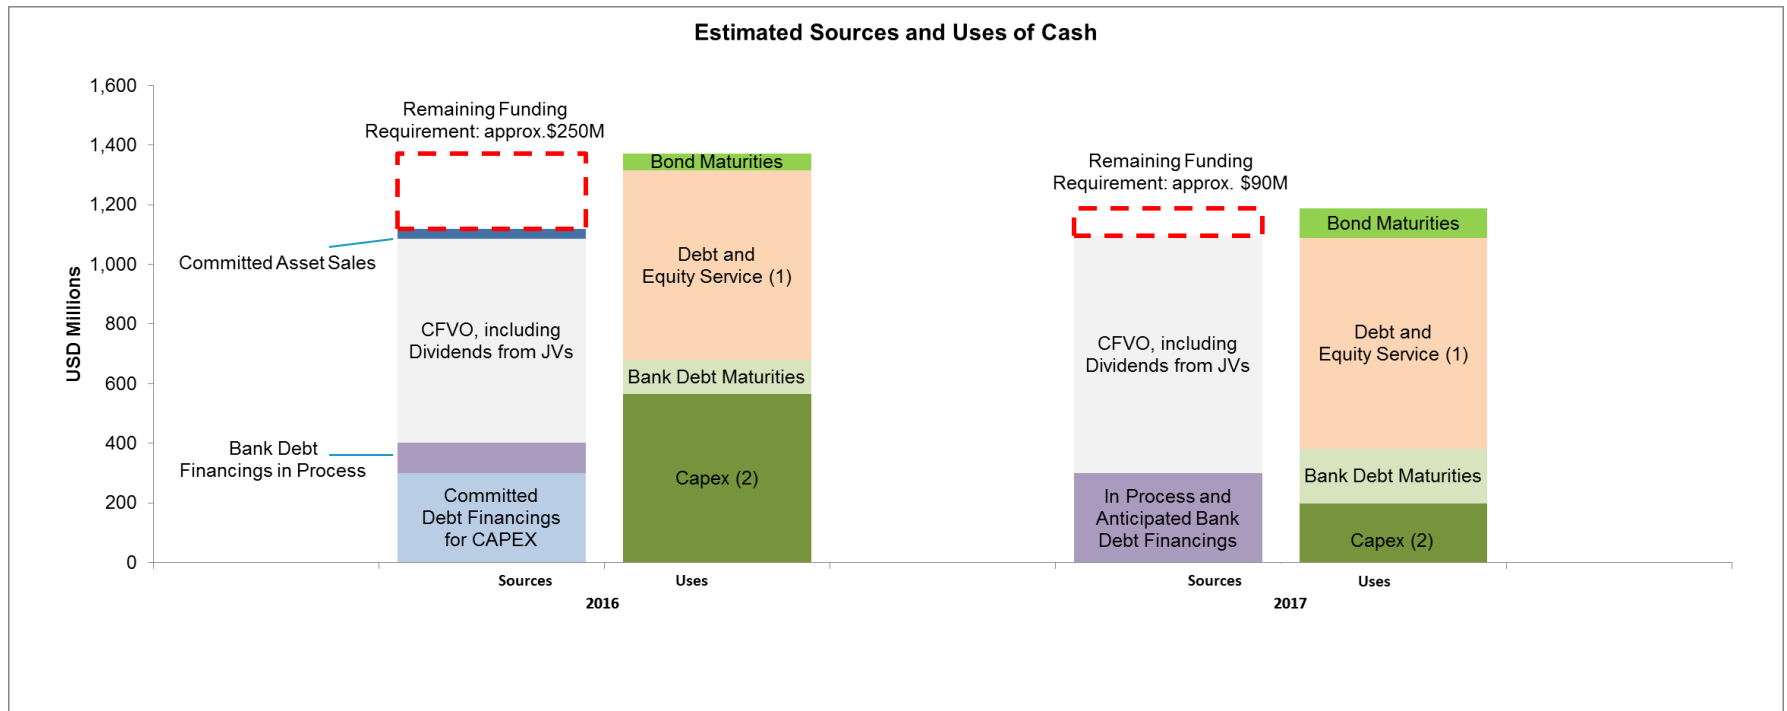 Estimated Sources and Uses of Cash
USD Millions
1,600
1,400
1,200
1,000
800
600
400
200
0
Remaining Funding
Requirement: approx.$250M
Committed Asset Sales
CFVO, including
Dividends from JVs
Bank Debt
Financings in Process
Committed
Debt Financings
for CAPEX
Bond Maturities
Debt and
Equity Service (1)
Bank Debt Maturities
Capex (2)
Remaining Funding
Requirement: approx. $90M
CFVO, including
Dividends from JVs
In Process and
Anticipated Bank
Debt Financings
Bond Maturities
Debt and
Equity Service (1)
Bank Debt Maturities
Capex (2)
Sources
Uses
Sources
Uses
2016
2017